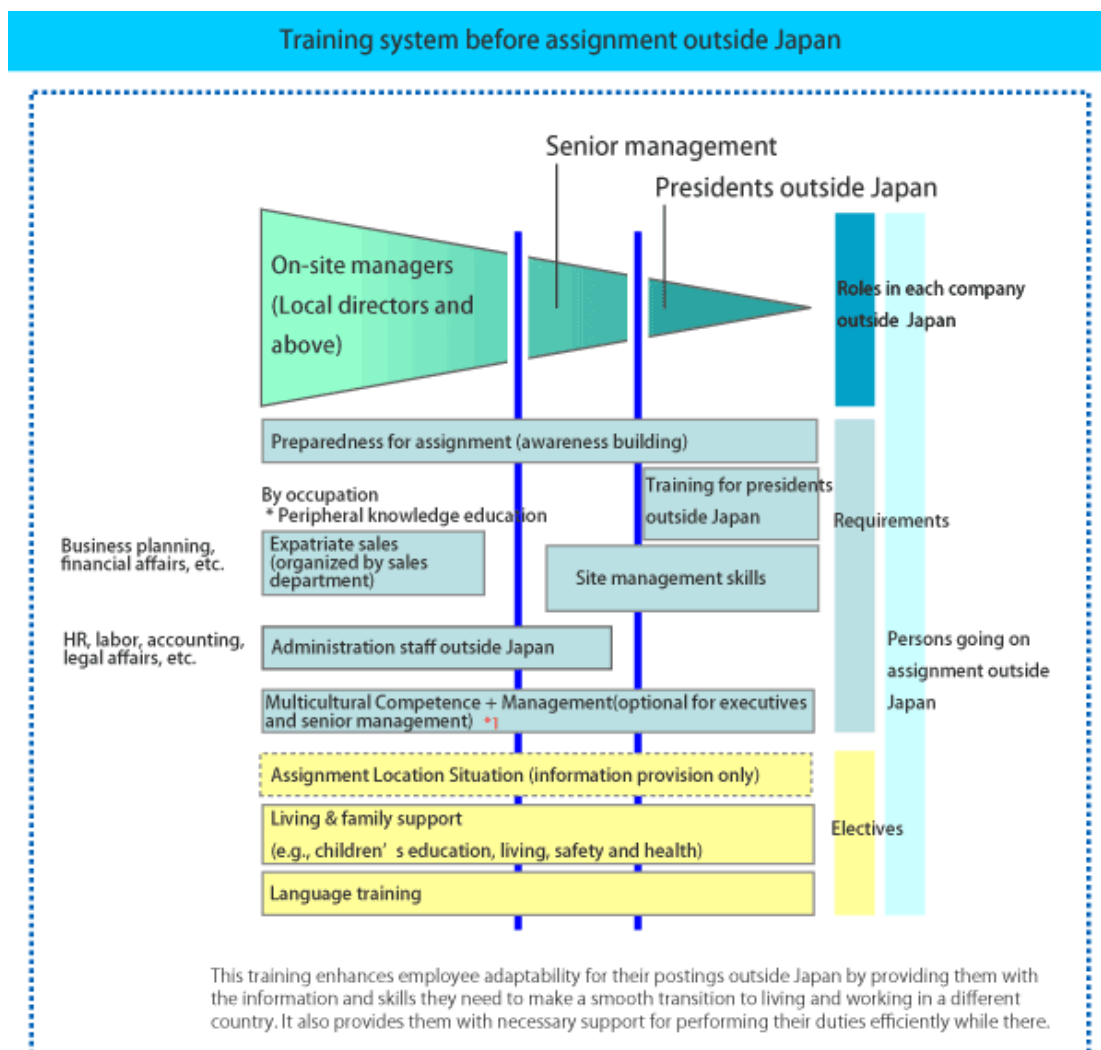 Training system before assignment outside Japan
Senior management
Presidents outside Japan
On-site managers
(Local directors and
above)
Roles in each company
outside Japan
Preparedness for assignment (awareness building)
Training for presidents
outside Japan
By occupation
* Peripheral knowledge education
Requirements
Business planning,
financial affairs, etc.
Expatriate sales
(organized by sales
department)
Site management skills
HR, labor, accounting,
legal affairs, etc.
Administration staff outside Japan
Persons going on
assignment outside
Japan
Multicultural Competence + Management(optional for executives
and senior management) *1
Assignment Location Situation (information provision only)
Living & family support
(e.g., children’s education, living, safety and health)
Electives
Language training
This training enhances employee adaptability for their postings outside Japan by providing them with
the information and skills they need to make a smooth transition to living and working in a different
country. It also provides them with necessary support for performing their duties efficiently while there.